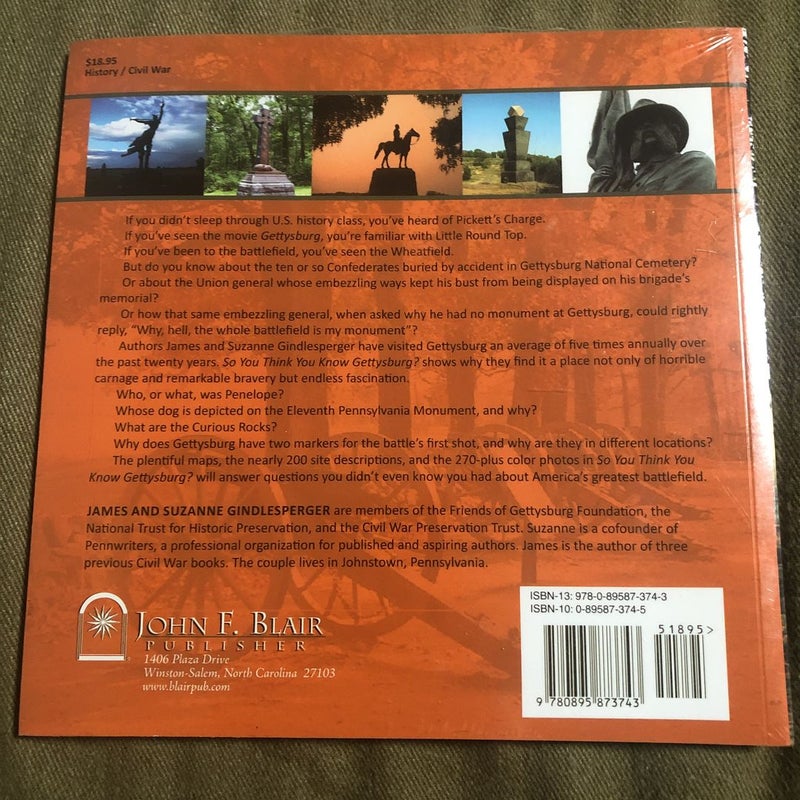 $18.95
History / Civil War
If you didn't sleep through U.S. history class, you've heard of Pickett's Charge.
If you've seen the movie Gettysburg, you're familiar with Little Round Top.
If you've been to the battlefield, you've seen the Wheatfield.
But do you know about the ten or so Confederates buried by accident in Gettysburg National Cemetery?
Or about the Union general whose embezzling ways kept his bust from being displayed on his brigade's
memorial?
Or how that same embezzling general, when asked why he had no monument at Gettysburg, could rightly
reply, "Why, hell, the whole battlefield is my monument"?
Authors James and Suzanne Gindlesperger have visited Gettysburg an average of five times annually over
the past twenty years. So You Think You Know Gettysburg? shows why they find it a place not only of horrible
carnage and remarkable bravery but endless fascination.
Who, or what, was Penelope?
Whose dog is depicted on the Eleventh Pennsylvania Monument, and why?
What are the Curious Rocks?
Why does Gettysburg have two markers for the battle's first shot, and why are they in different locations?
The plentiful maps, the nearly 200 site descriptions, and the 270-plus color photos in So You Think You
Know Gettysburg? will answer questions you didn't even know you had about America's greatest battlefield.
JAMES AND SUZANNE GINDLESPERGER are members of the Friends of Gettysburg Foundation, the
National Trust for Historic Preservation, and the Civil War Preservation Trust. Suzanne is a cofounder of
Pennwriters, a professional organization for published and aspiring authors. James is the author of three
previous Civil War books. The couple lives in Johnstown, Pennsylvania.
JOHN F. BLAIR
PUBLISHER
1406 Plaza Drive
Winston-Salem, North Carolina 27103
www.blairpub.com
ISBN-13: 978-0-89587-374-3
ISBN-10: 0-89587-374-5
51895>
9 780895 873743